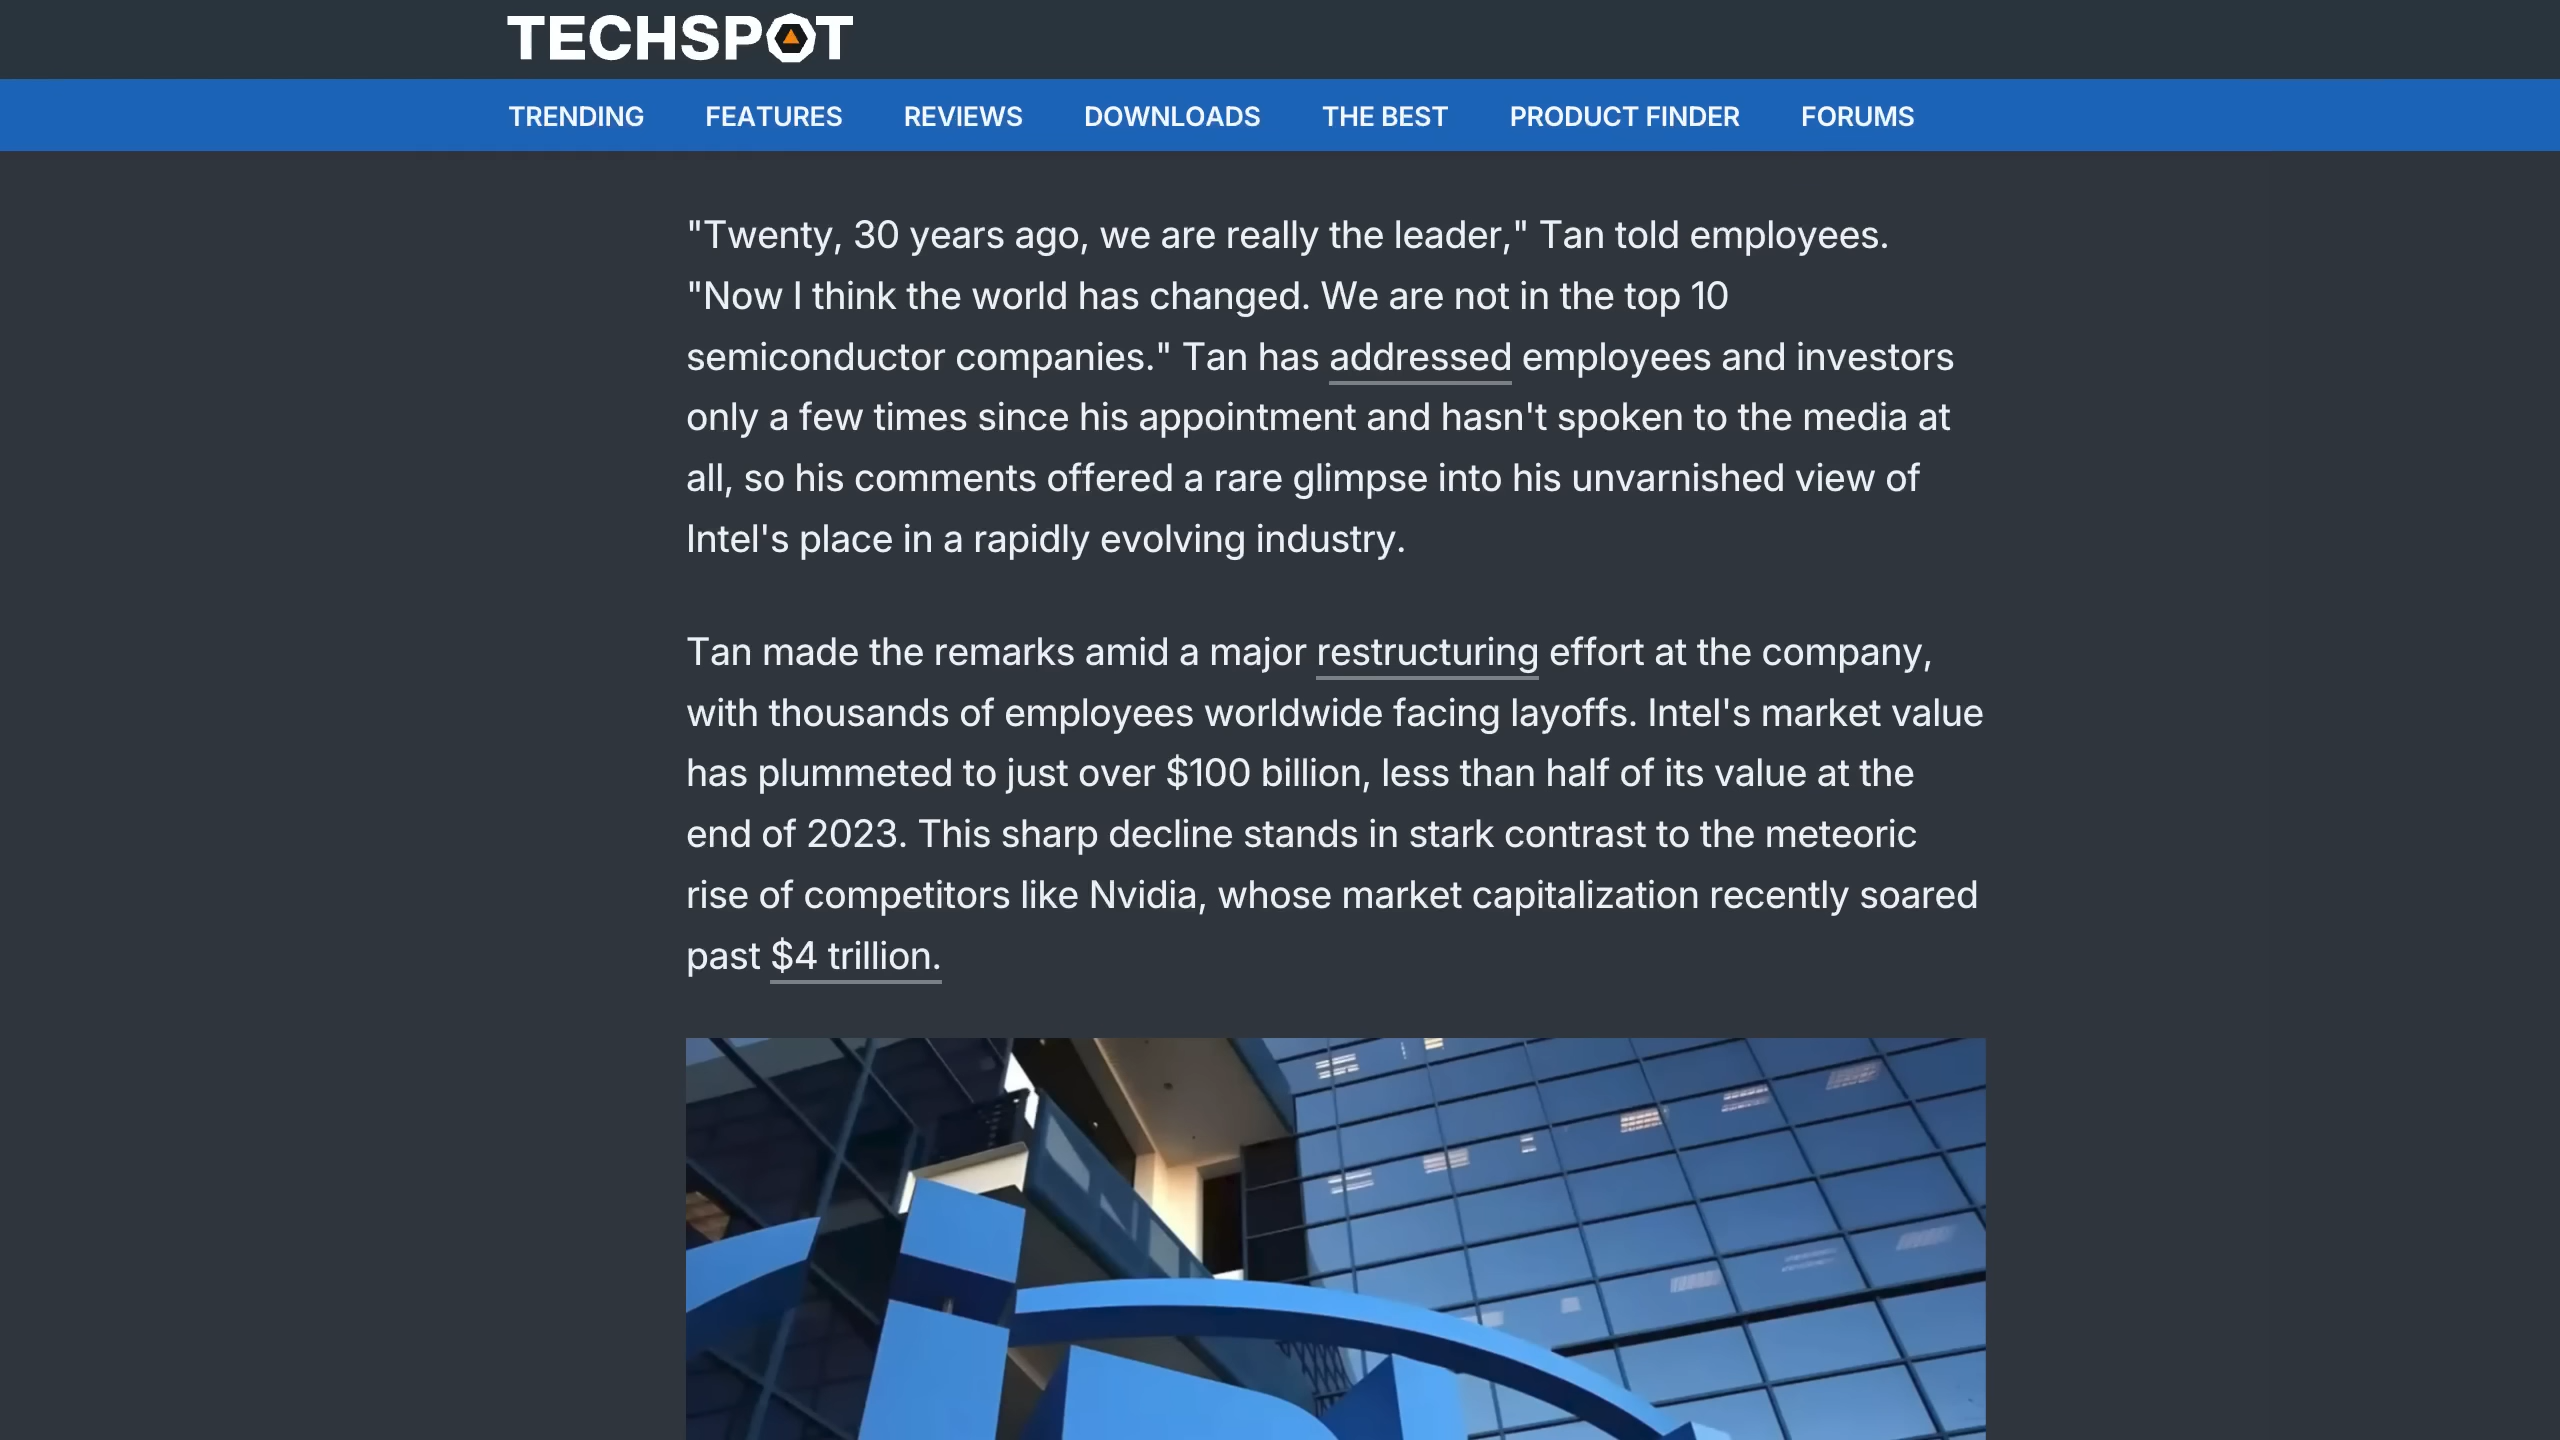 TECHSPOT
TRENDING FEATURES REVIEWS DOWNLOADS THE BEST PRODUCT FINDER FORUMS
"Twenty, 30 years ago, we are really the leader," Tan told employees.
"Now I think the world has changed. We are not in the top 10
semiconductor companies." Tan has addressed employees and investors
only a few times since his appointment and hasn't spoken to the media at
all, so his comments offered a rare glimpse into his unvarnished view of
Intel's place in a rapidly evolving industry.
Tan made the remarks amid a major restructuring effort at the company,
with thousands of employees worldwide facing layoffs. Intel's market value
has plummeted to just over $100 billion, less than half of its value at the
end of 2023. This sharp decline stands in stark contrast to the meteoric
rise of competitors like Nvidia, whose market capitalization recently soared
past $4 trillion.